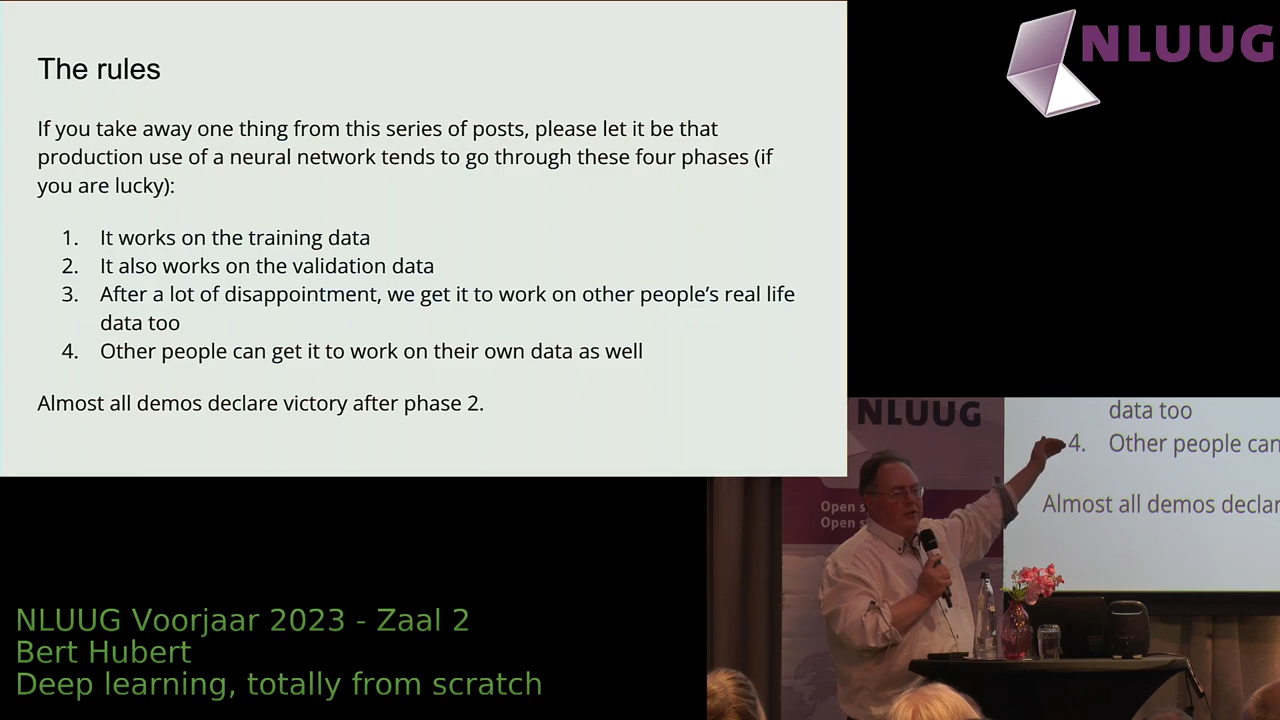 The rules
If you take away one thing from this series of posts, please let it be that
production use of a neural network tends to go through these four phases (if
you are lucky):
1. It works on the training data
2. It also works on the validation data
3. After a lot of disappointment, we get it to work on other people’s real life
data too
4. Other people can get it to work on their own data as well
Almost all demos declare victory after phase 2.
NLUUG
NLUUG
Open s
Open s
data too
4. Other people can
Almost all demos declar
NLUUG Voorjaar 2023 - Zaal 2
Bert Hubert
Deep learning, totally from scratch